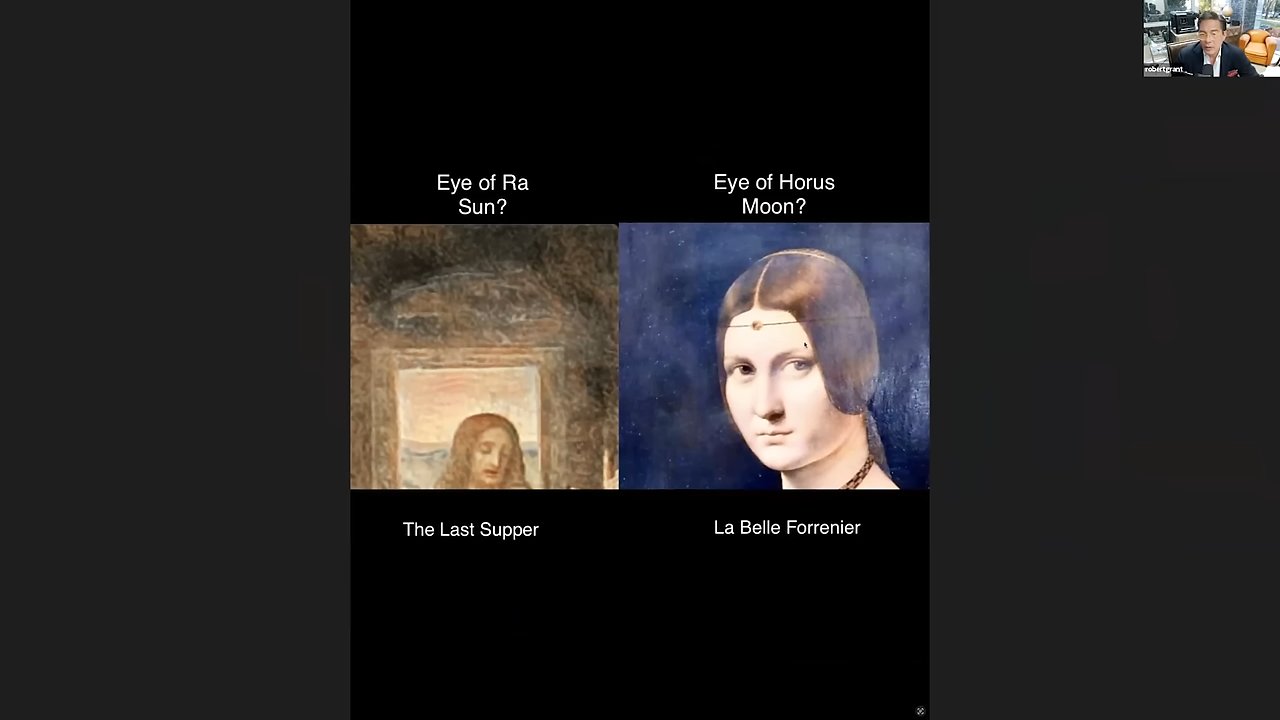 Eye of Ra
Sun?
Eye of Horus
Moon?
The Last Supper
La Belle Forrenier
robertgrant